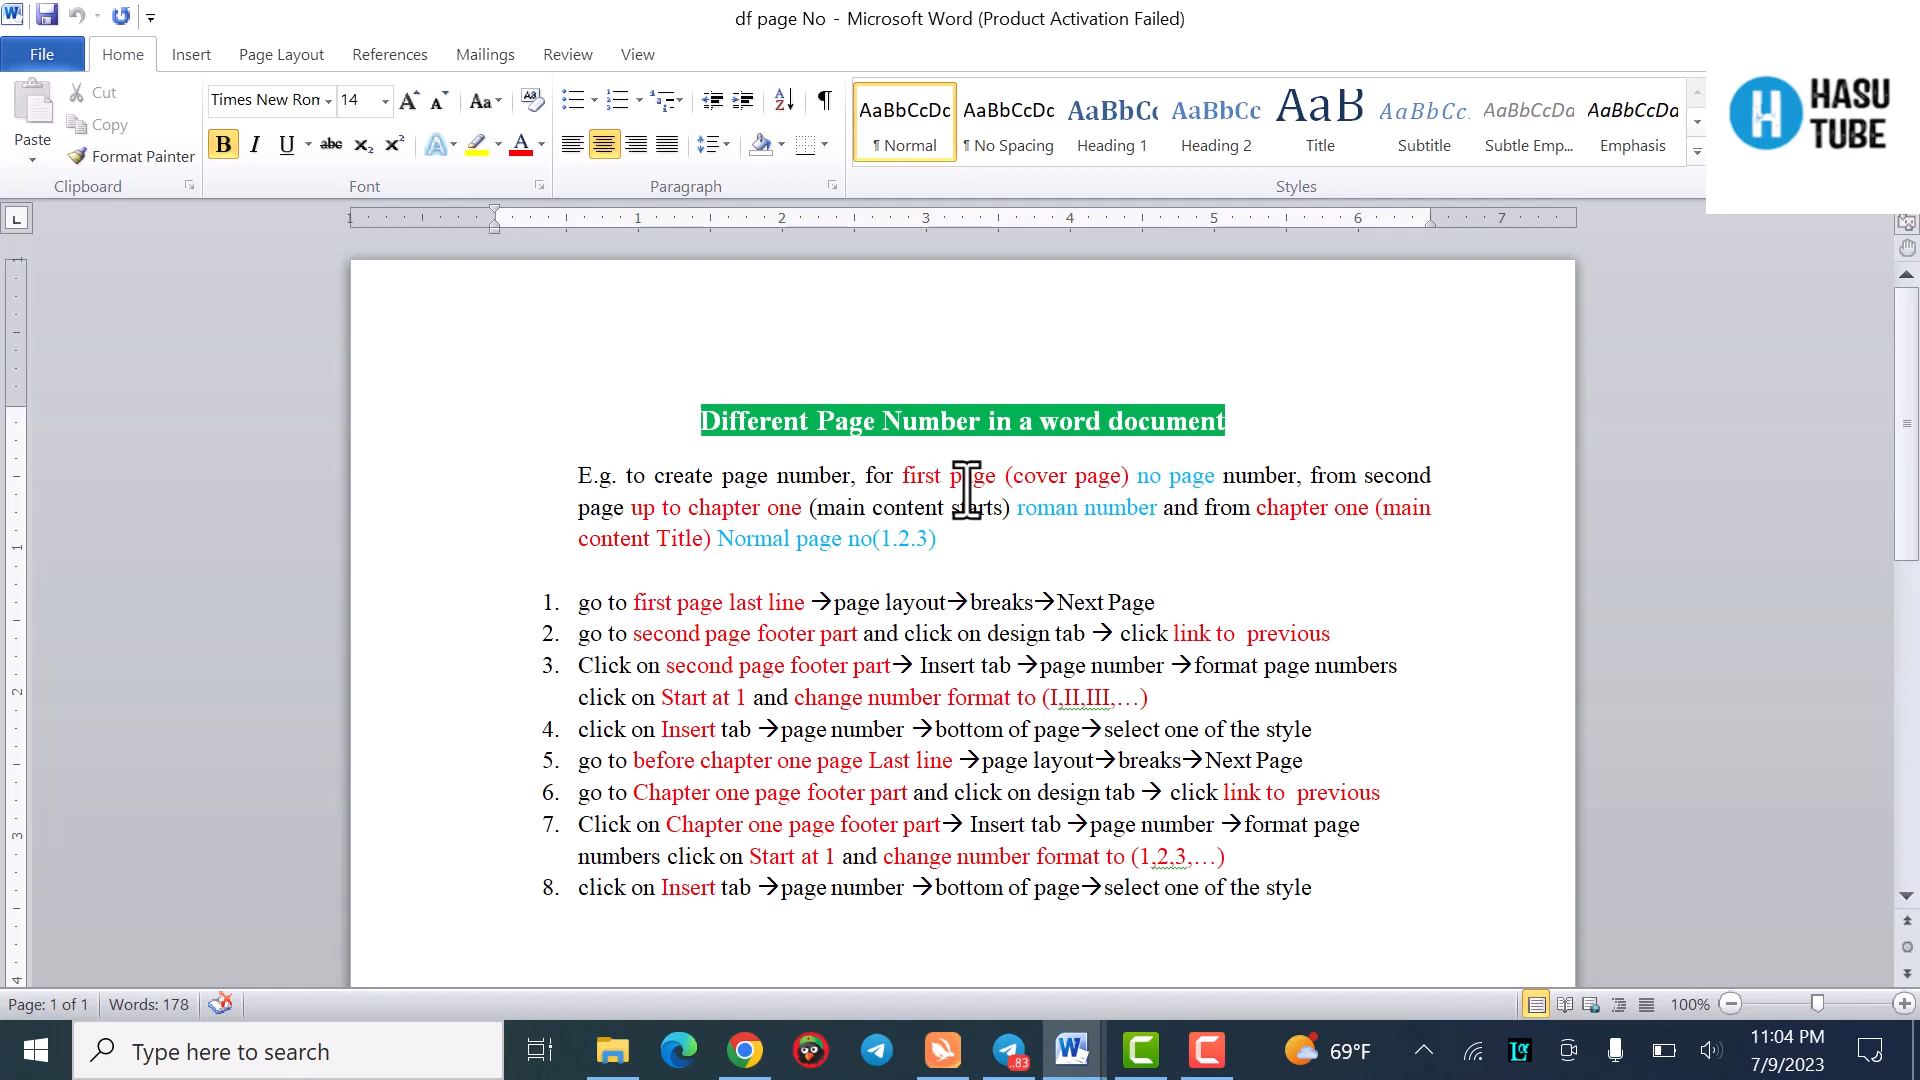 df page No - Microsoft Word (Product Activation Failed)
File Home Insert Page Layout References Mailings Review View
HASU
TUBE
Paste
Cut
Copy
Format Painter
Clipboard
Times New Ron 14
Font
Paragraph
AaBbCcDc AaBbCcDc AaBbCc AaBbCc AaB AaBbCc. AaBbCcDa AaBbCcDa
¶ Normal ¶ No Spacing Heading 1 Heading 2 Title Subtitle Subtle Emp... Emphasis
Styles
1 1 2 3 4 5 6 7
Different Page Number in a word document
E.g. to create page number, for first page (cover page) no page number, from second
page up to chapter one (main content starts) roman number and from chapter one (main
content Title) Normal page no(1.2.3)
1. go to first page last line →page layout→breaks→Next Page
2. go to second page footer part and click on design tab → click link to previous
3. Click on second page footer part→ Insert tab →page number →format page numbers
click on Start at 1 and change number format to (I,II,III,…)
4. click on Insert tab →page number →bottom of page→select one of the style
5. go to before chapter one page Last line →page layout→breaks→Next Page
6. go to Chapter one page footer part and click on design tab → click link to previous
7. Click on Chapter one page footer part→ Insert tab →page number →format page
numbers click on Start at 1 and change number format to (1,2,3,…)
8. click on Insert tab →page number →bottom of page→select one of the style
Page: 1 of 1 Words: 178 100%
Type here to search
.83
69°F
11:04 PM
7/9/2023